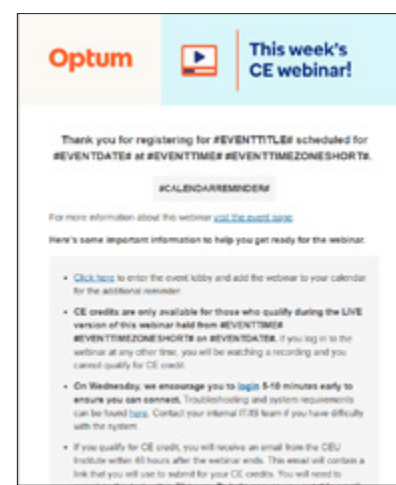 Optum
This week's
CE webinar!
Thank you for registering for #EVENTTITLE# scheduled for
#EVENTDATE# at #EVENTTIME# #EVENTTIMEZONESHORT#.
#CALENDARREMINDER#
For more information about this webinar visit the event page.
Here's some important information to help you get ready for the webinar.
• Click here to enter the event lobby and add the webinar to your calendar
for the additional reminder
• CE credits are only available for those who qualify during the LIVE
version of this webinar held from #EVENTTIME#
#EVENTTIMEZONESHORT# on #EVENTDATE#. If you log in to the
webinar at any other time, you will be watching a recording and you
cannot qualify for CE credit.
• On Wednesday, we encourage you to login 5-10 minutes early to
ensure you can connect. Troubleshooting and system requirements
can be found here. Contact your internal IT/IS team if you have difficulty
with the system.
• If you qualify for CE credit, you will receive an email from the CEU
Institute within 48 hours after the webinar ends. This email will contain a
link that you will use to submit for your CE credits. You will need to